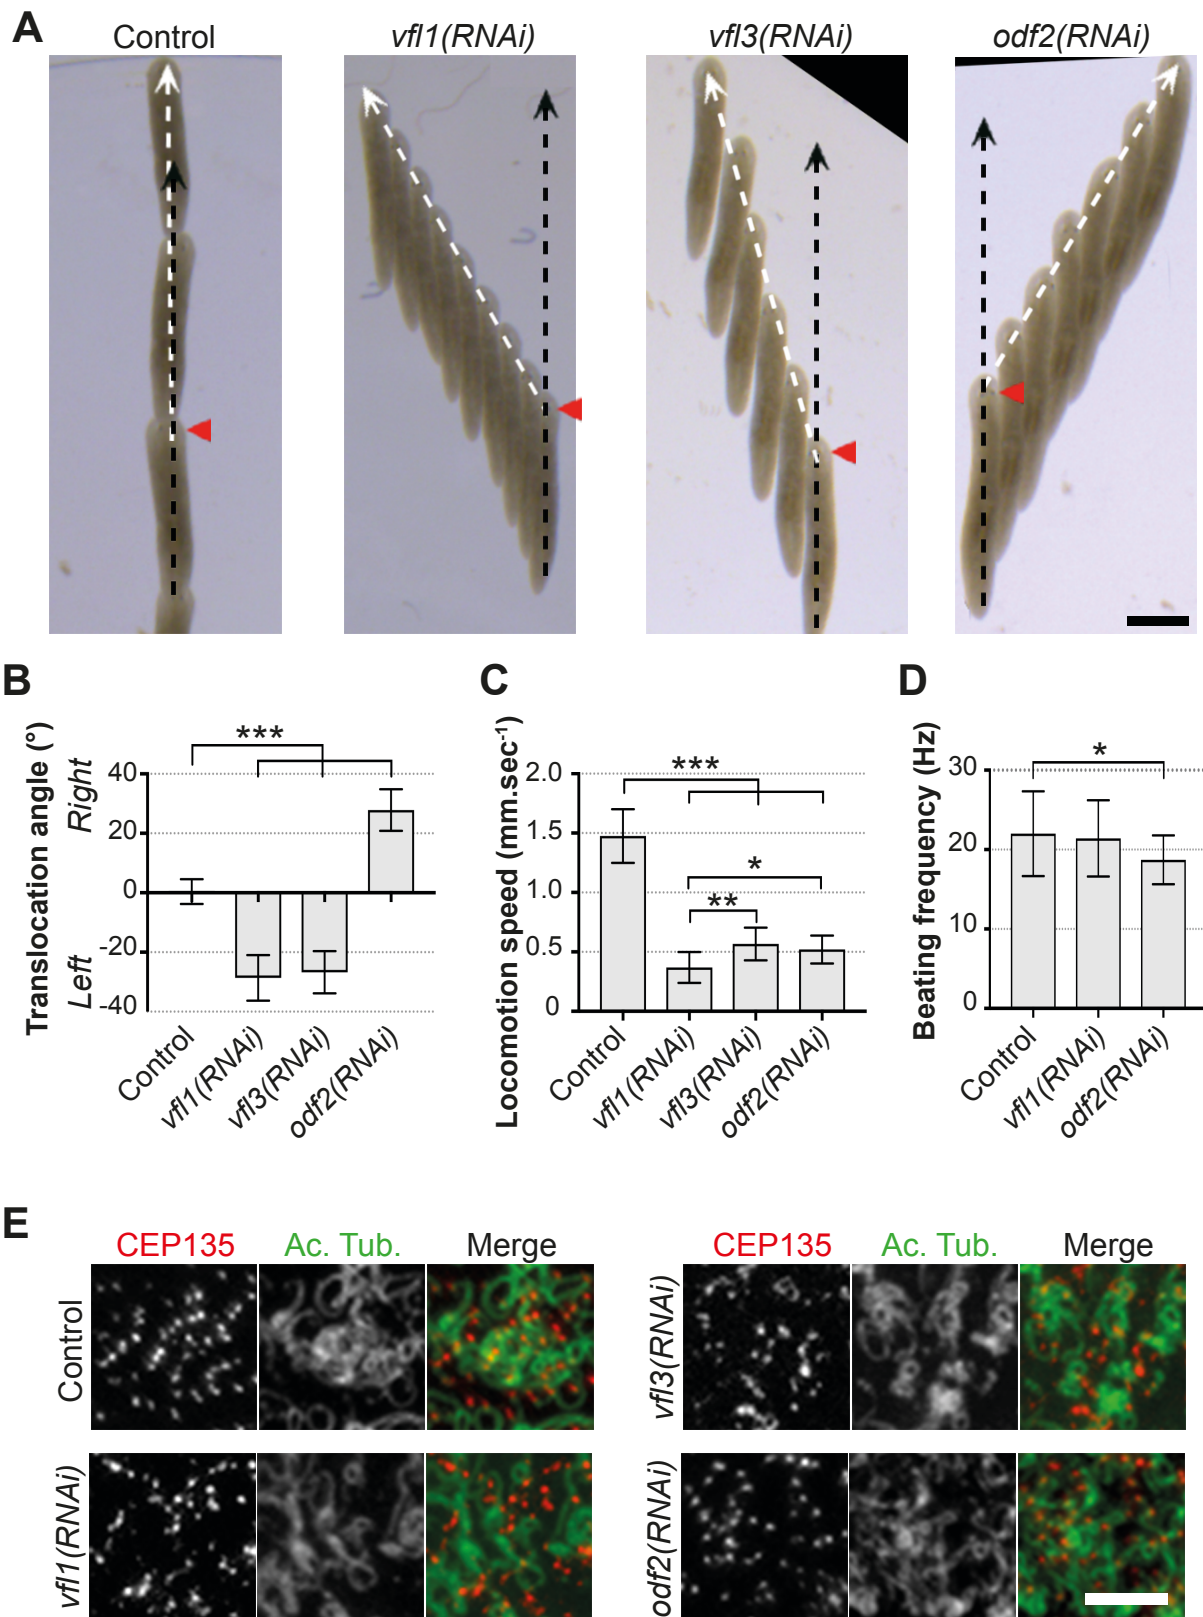 A
Control
vfl1(RNAi)
vfl3(RNAi)
odf2(RNAi)
B
Translocation angle (°)
Left Right
40
20
0
-20
-40
***
Control
vfl1(RNAi)
vfl3(RNAi)
odf2(RNAi)
C
Locomotion speed (mm.sec-1)
2.0
1.5
1.0
0.5
0
***
*
**
Control
vfl1(RNAi)
vfl3(RNAi)
odf2(RNAi)
D
Beating frequency (Hz)
30
20
10
0
*
Control
vfl1(RNAi)
odf2(RNAi)
E
CEP135 Ac. Tub. Merge
Control
vfl1(RNAi)
CEP135 Ac. Tub. Merge
vfl3(RNAi)
odf2(RNAi)